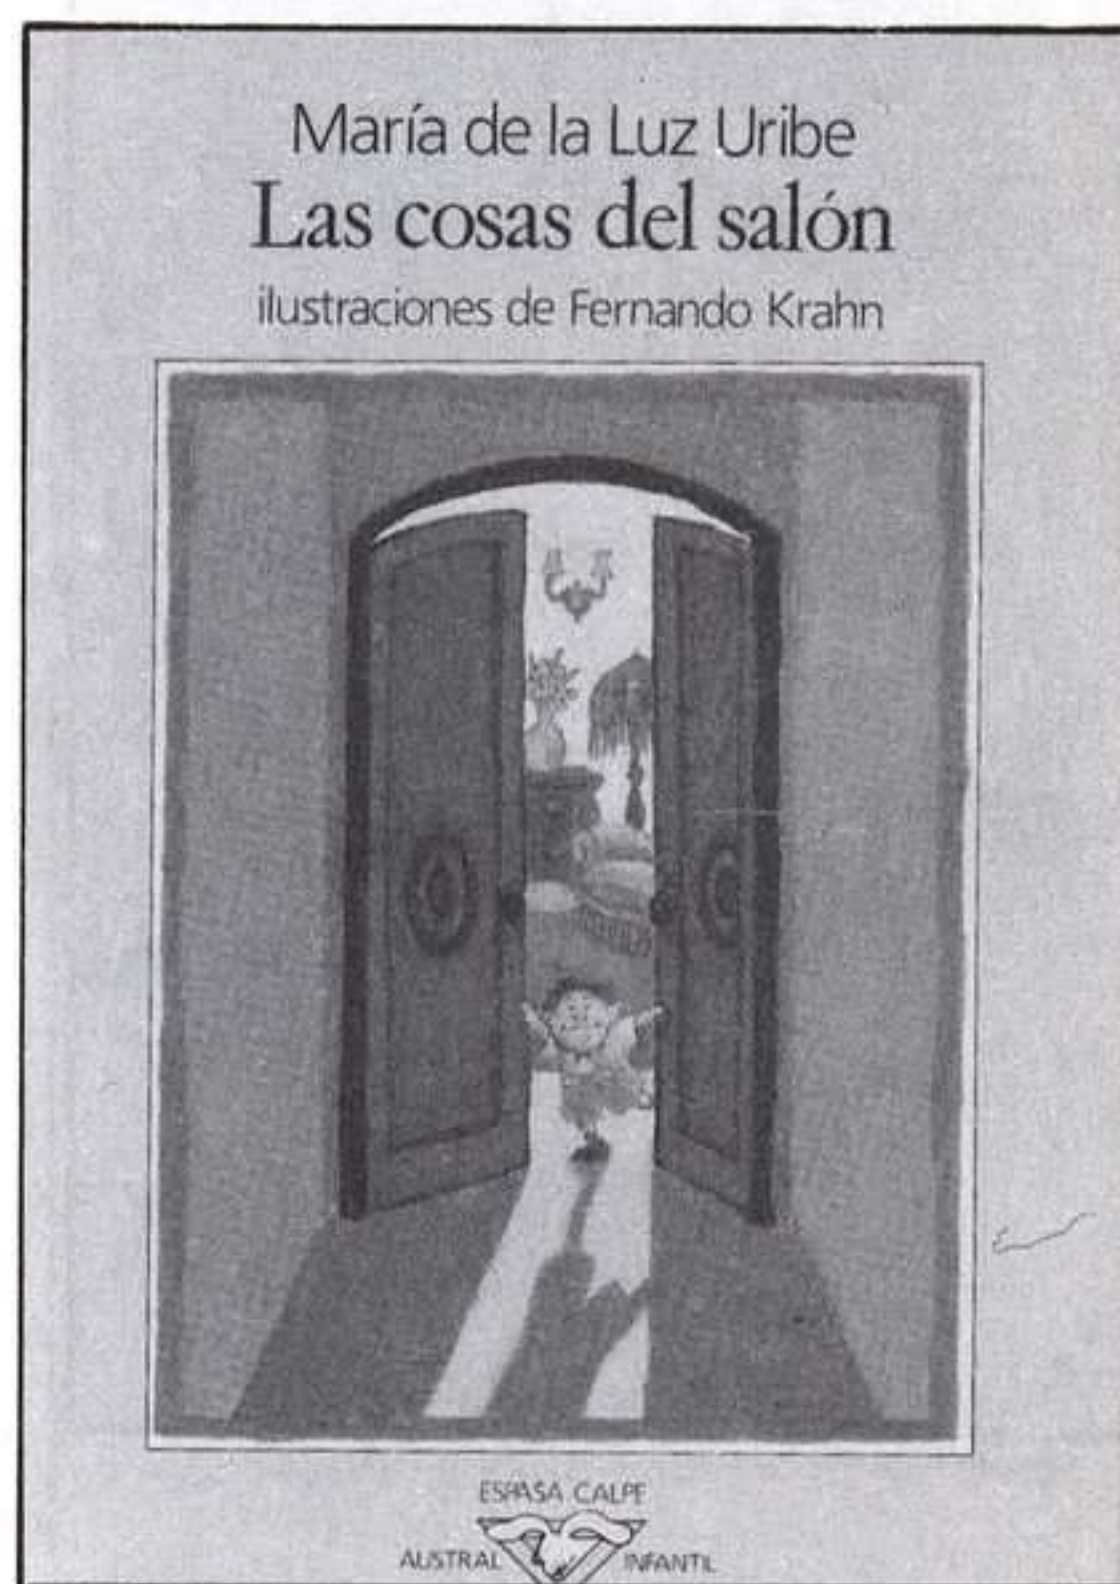 María de la Luz Uribe
Las cosas del salón
ilustraciones de Fernando Krahn
ESPASA CALPE
AUSTRAL INFANTIL